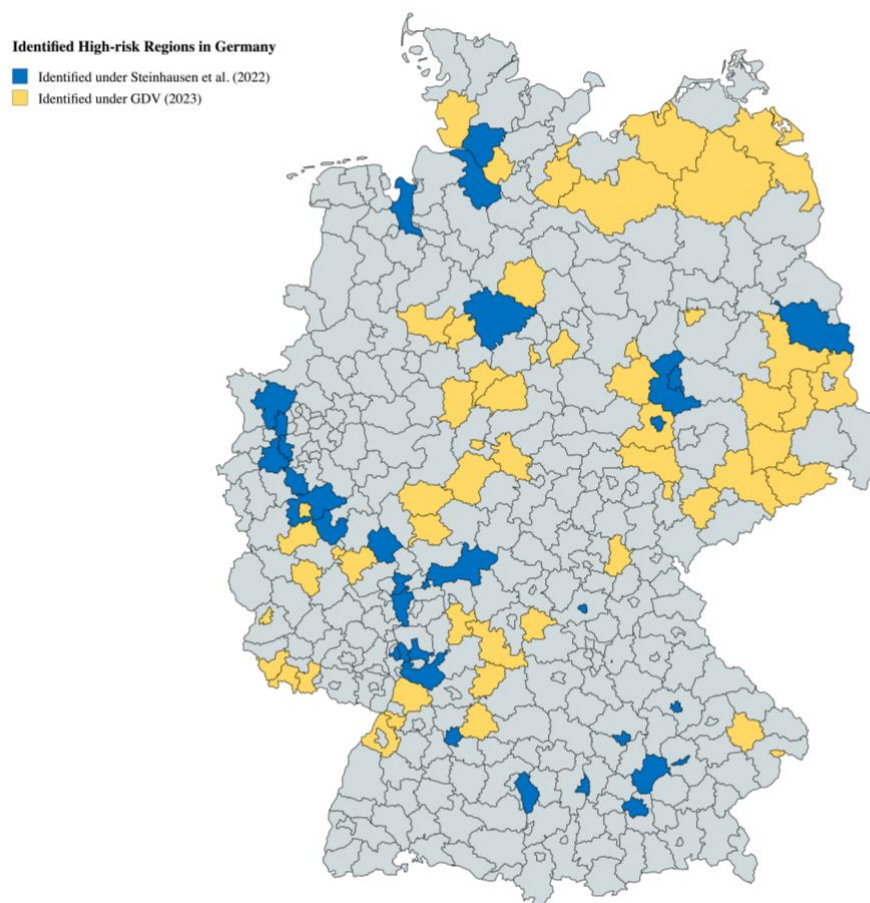 Identified High-risk Regions in Germany
Identified under Steinhausen et al. (2022)
Identified under GDV (2023)